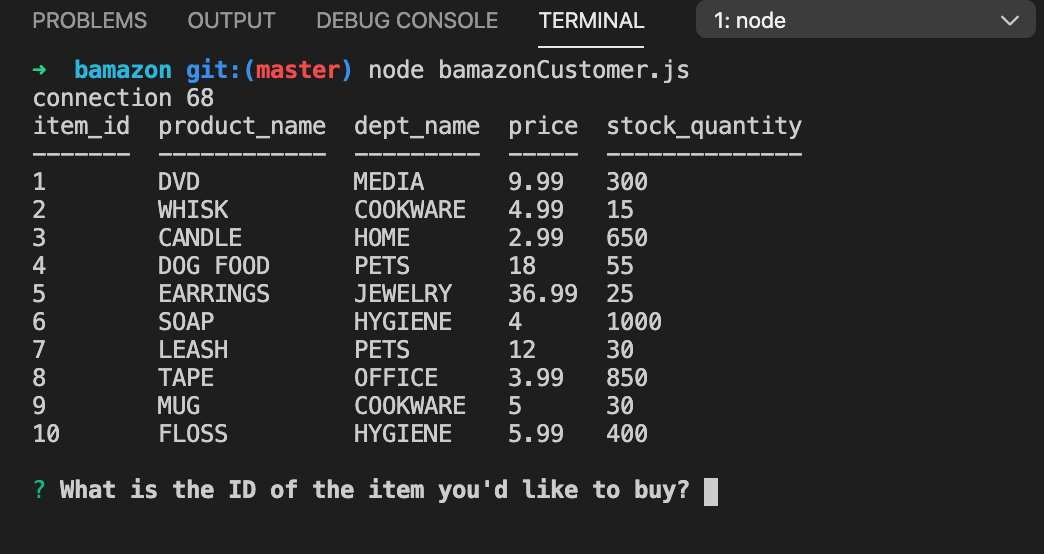 PROBLEMS OUTPUT DEBUG CONSOLE TERMINAL 1: node
➜ bamazon git:(master) node bamazonCustomer.js
connection 68
item_id product_name dept_name price stock_quantity
------- ------------ --------- ----- --------------
1 DVD MEDIA 9.99 300
2 WHISK COOKWARE 4.99 15
3 CANDLE HOME 2.99 650
4 DOG FOOD PETS 18 55
5 EARRINGS JEWELRY 36.99 25
6 SOAP HYGIENE 4 1000
7 LEASH PETS 12 30
8 TAPE OFFICE 3.99 850
9 MUG COOKWARE 5 30
10 FLOSS HYGIENE 5.99 400
? What is the ID of the item you'd like to buy?